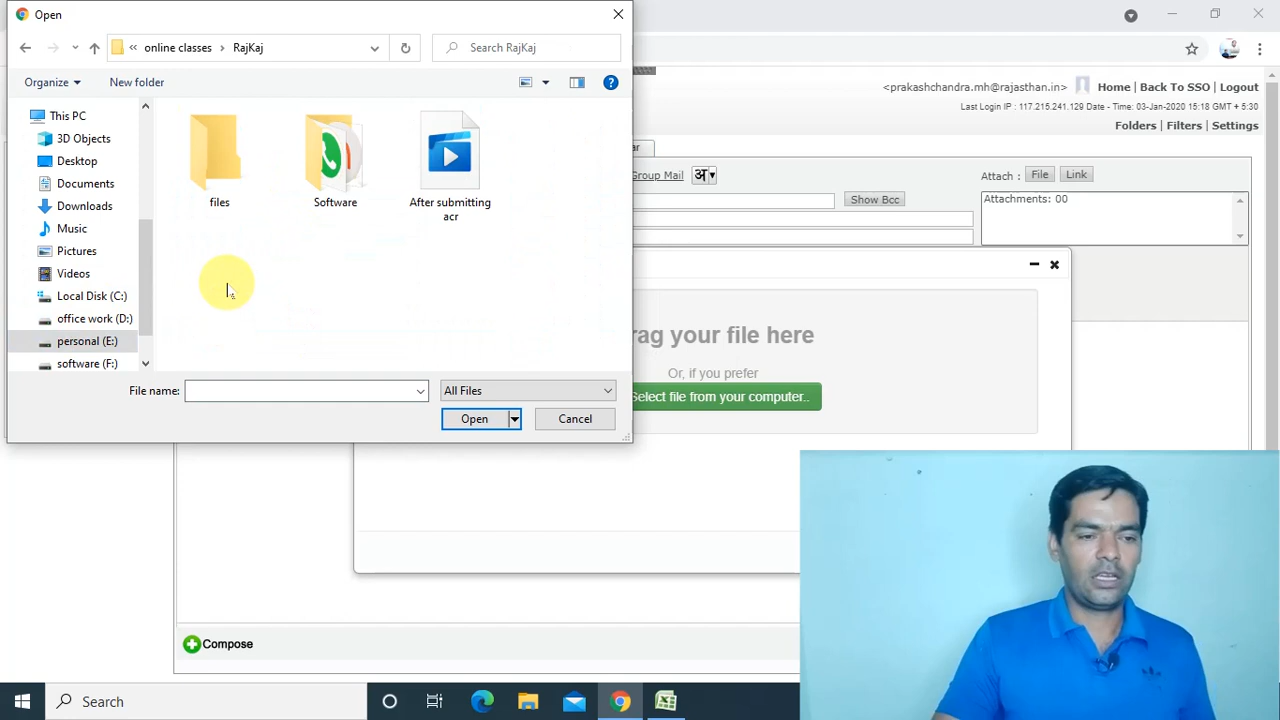 Open
online classes
RajKaj
Search RajKaj
Organize
New folder
This PC
3D Objects
Desktop
Documents
Downloads
Music
Pictures
Videos
Local Disk (C:)
office work (D:)
personal (E:)
software (F:)
files
Software
After submitting
acr
File name:
All Files
Open
Cancel
<prakashchandra.mh@rajasthan.in>
Home | Back To SSO | Logout
Last Login IP : 117.215.241.129 Date - Time: 03-Jan-2020 15:18 GMT + 5:30
Folders | Filters | Settings
ar
Group Mail
अ
Attach :
File
Link
Show Bcc
Attachments: 00
rag your file here
Or, if you prefer
Select file from your computer..
Compose
Search